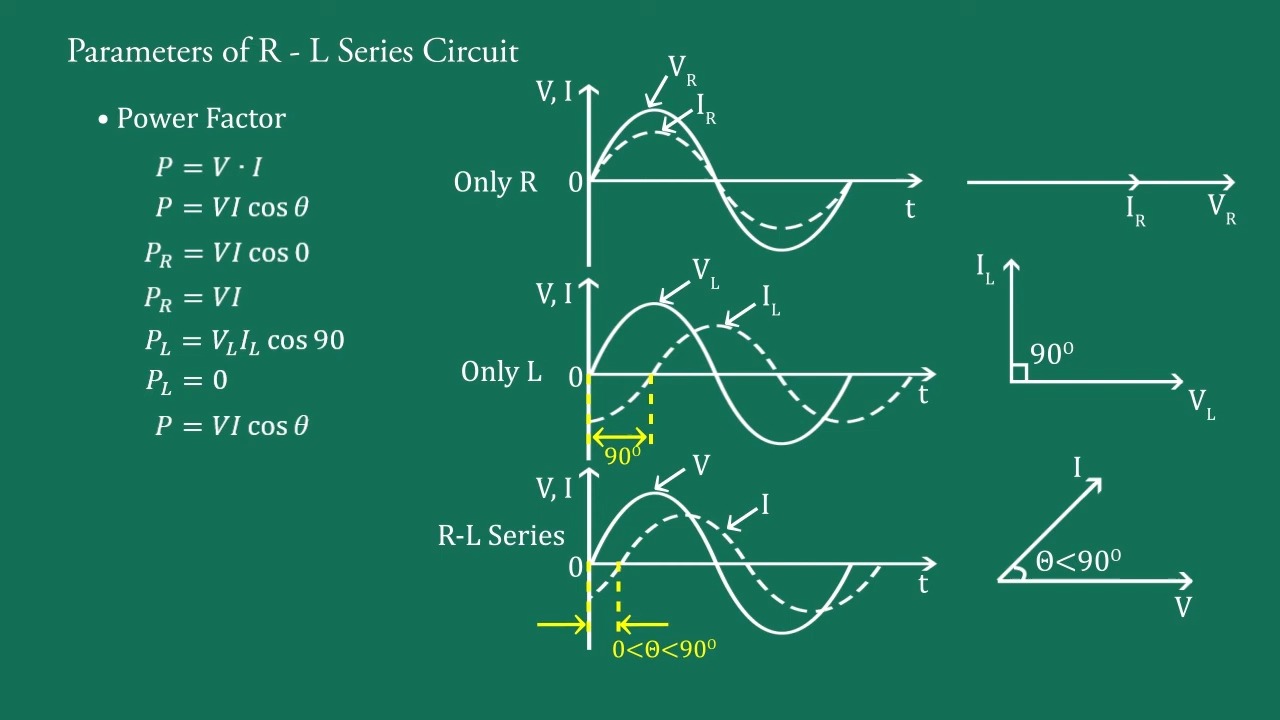 Parameters of R - L Series Circuit
• Power Factor
P = V · I
P = VI cos θ
P_R = VI cos 0
P_R = VI
P_L = V_L I_L cos 90
P_L = 0
P = VI cos θ
V, I
V_R
I_R
Only R
0
t
I_R
V_R
V, I
V_L
I_L
Only L
0
t
90⁰
I_L
90⁰
V_L
V, I
V
I
R-L Series
0
t
0<Θ<90⁰
I
Θ<90⁰
V